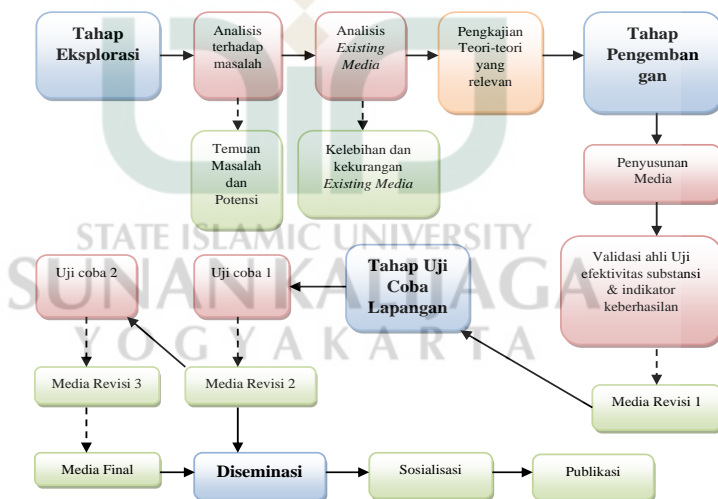 Tahap
Eksplorasi
Analisis
terhadap
masalah
Analisis
Existing
Media
Pengkajian
Teori-teori
yang
relevan
Tahap
Pengemban
gan
Temuan
Masalah
dan
Potensi
Kelebihan dan
kekurangan
Existing Media
Penyusunan
Media
Validasi ahli Uji
efektivitas substansi
& indikator
keberhasilan
Media Revisi 1
Tahap Uji
Coba
Lapangan
Uji coba 1
Uji coba 2
Media Revisi 2
Media Revisi 3
Media Final
Diseminasi
Sosialisasi
Publikasi
STATE ISLAMIC UNIVERSITY
SUNAN KALIJAGA
YOGYAKARTA